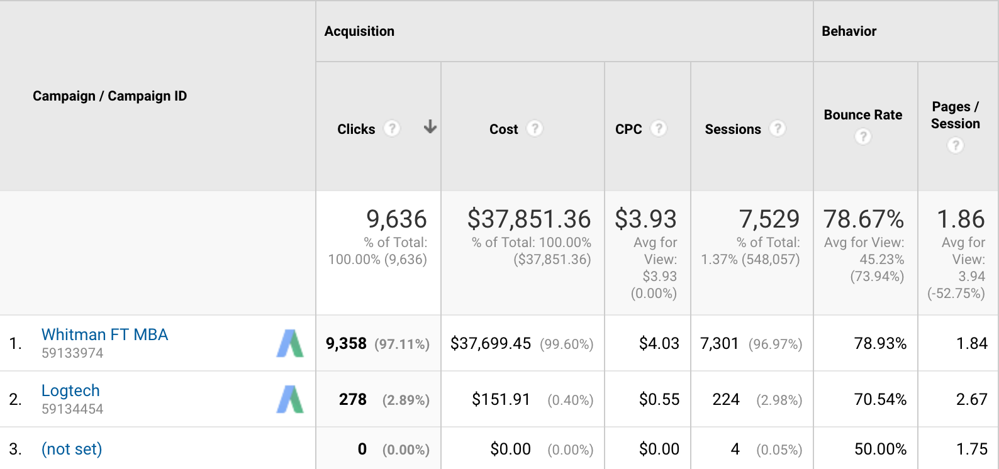 Acquisition
Behavior
Campaign / Campaign ID
Clicks ?
Cost ?
CPC ?
Sessions ?
Bounce Rate
?
Pages /
Session
?
9,636
% of Total:
100.00% (9,636)
$37,851.36
% of Total: 100.00%
($37,851.36)
$3.93
Avg for
View:
$3.93
(0.00%)
7,529
% of Total:
1.37% (548,057)
78.67%
Avg for View:
45.23%
(73.94%)
1.86
Avg for
View:
3.94
(-52.75%)
1. Whitman FT MBA
59133974
9,358 (97.11%) $37,699.45 (99.60%) $4.03 7,301 (96.97%) 78.93% 1.84
2. Logtech
59134454
278 (2.89%) $151.91 (0.40%) $0.55 224 (2.98%) 70.54% 2.67
3. (not set) 0 (0.00%) $0.00 (0.00%) $0.00 4 (0.05%) 50.00% 1.75